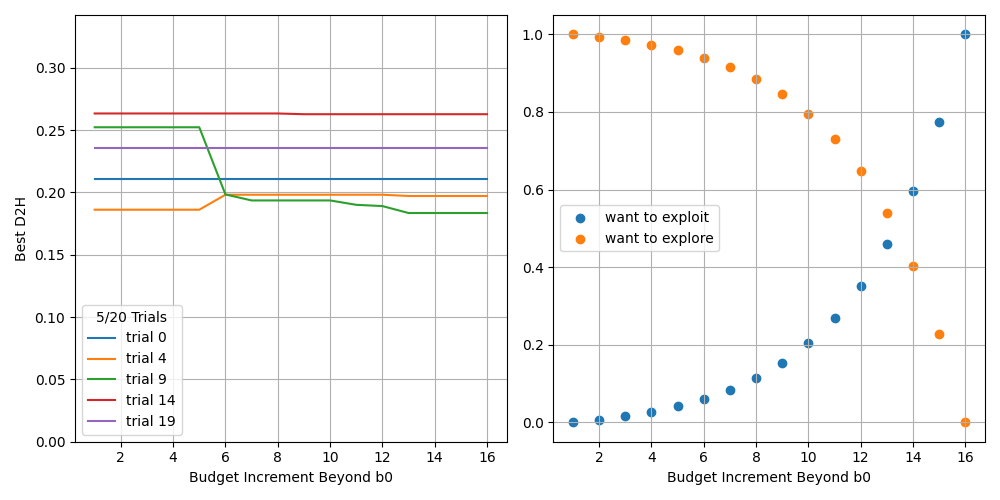 0.30
0.25
0.20
0.15
0.10
0.05
0.00
Best D2H
5/20 Trials
trial 0
trial 4
trial 9
trial 14
trial 19
2 4 6 8 10 12 14 16
Budget Increment Beyond b0
1.0
0.8
0.6
0.4
0.2
0.0
want to exploit
want to explore
2 4 6 8 10 12 14 16
Budget Increment Beyond b0